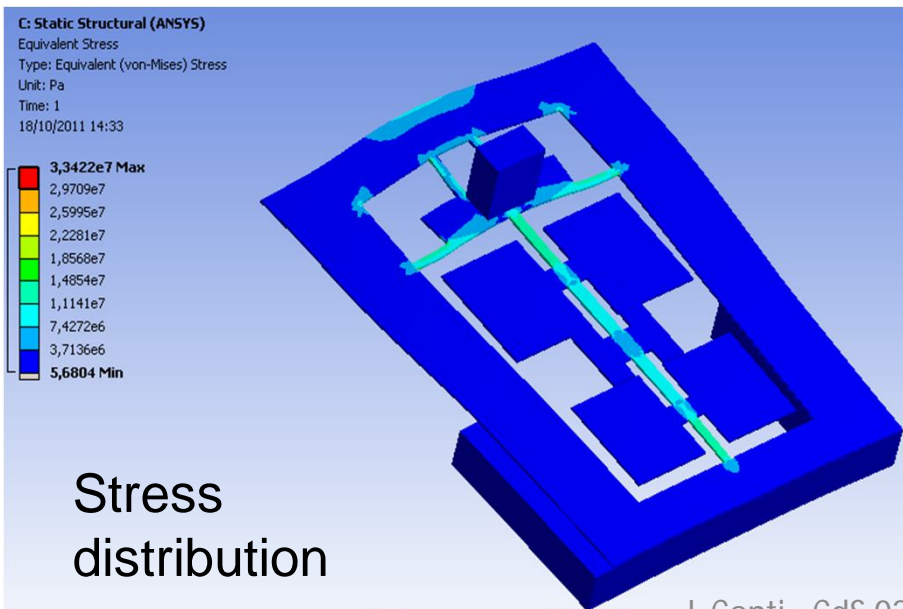 C: Static Structural (ANSYS)
Equivalent Stress
Type: Equivalent (von-Mises) Stress
Unit: Pa
Time: 1
18/10/2011 14:33
3,3422e7 Max
2,9709e7
2,5995e7
2,2281e7
1,8568e7
1,4854e7
1,1141e7
7,4272e6
3,7136e6
5,6804 Min
Stress
distribution